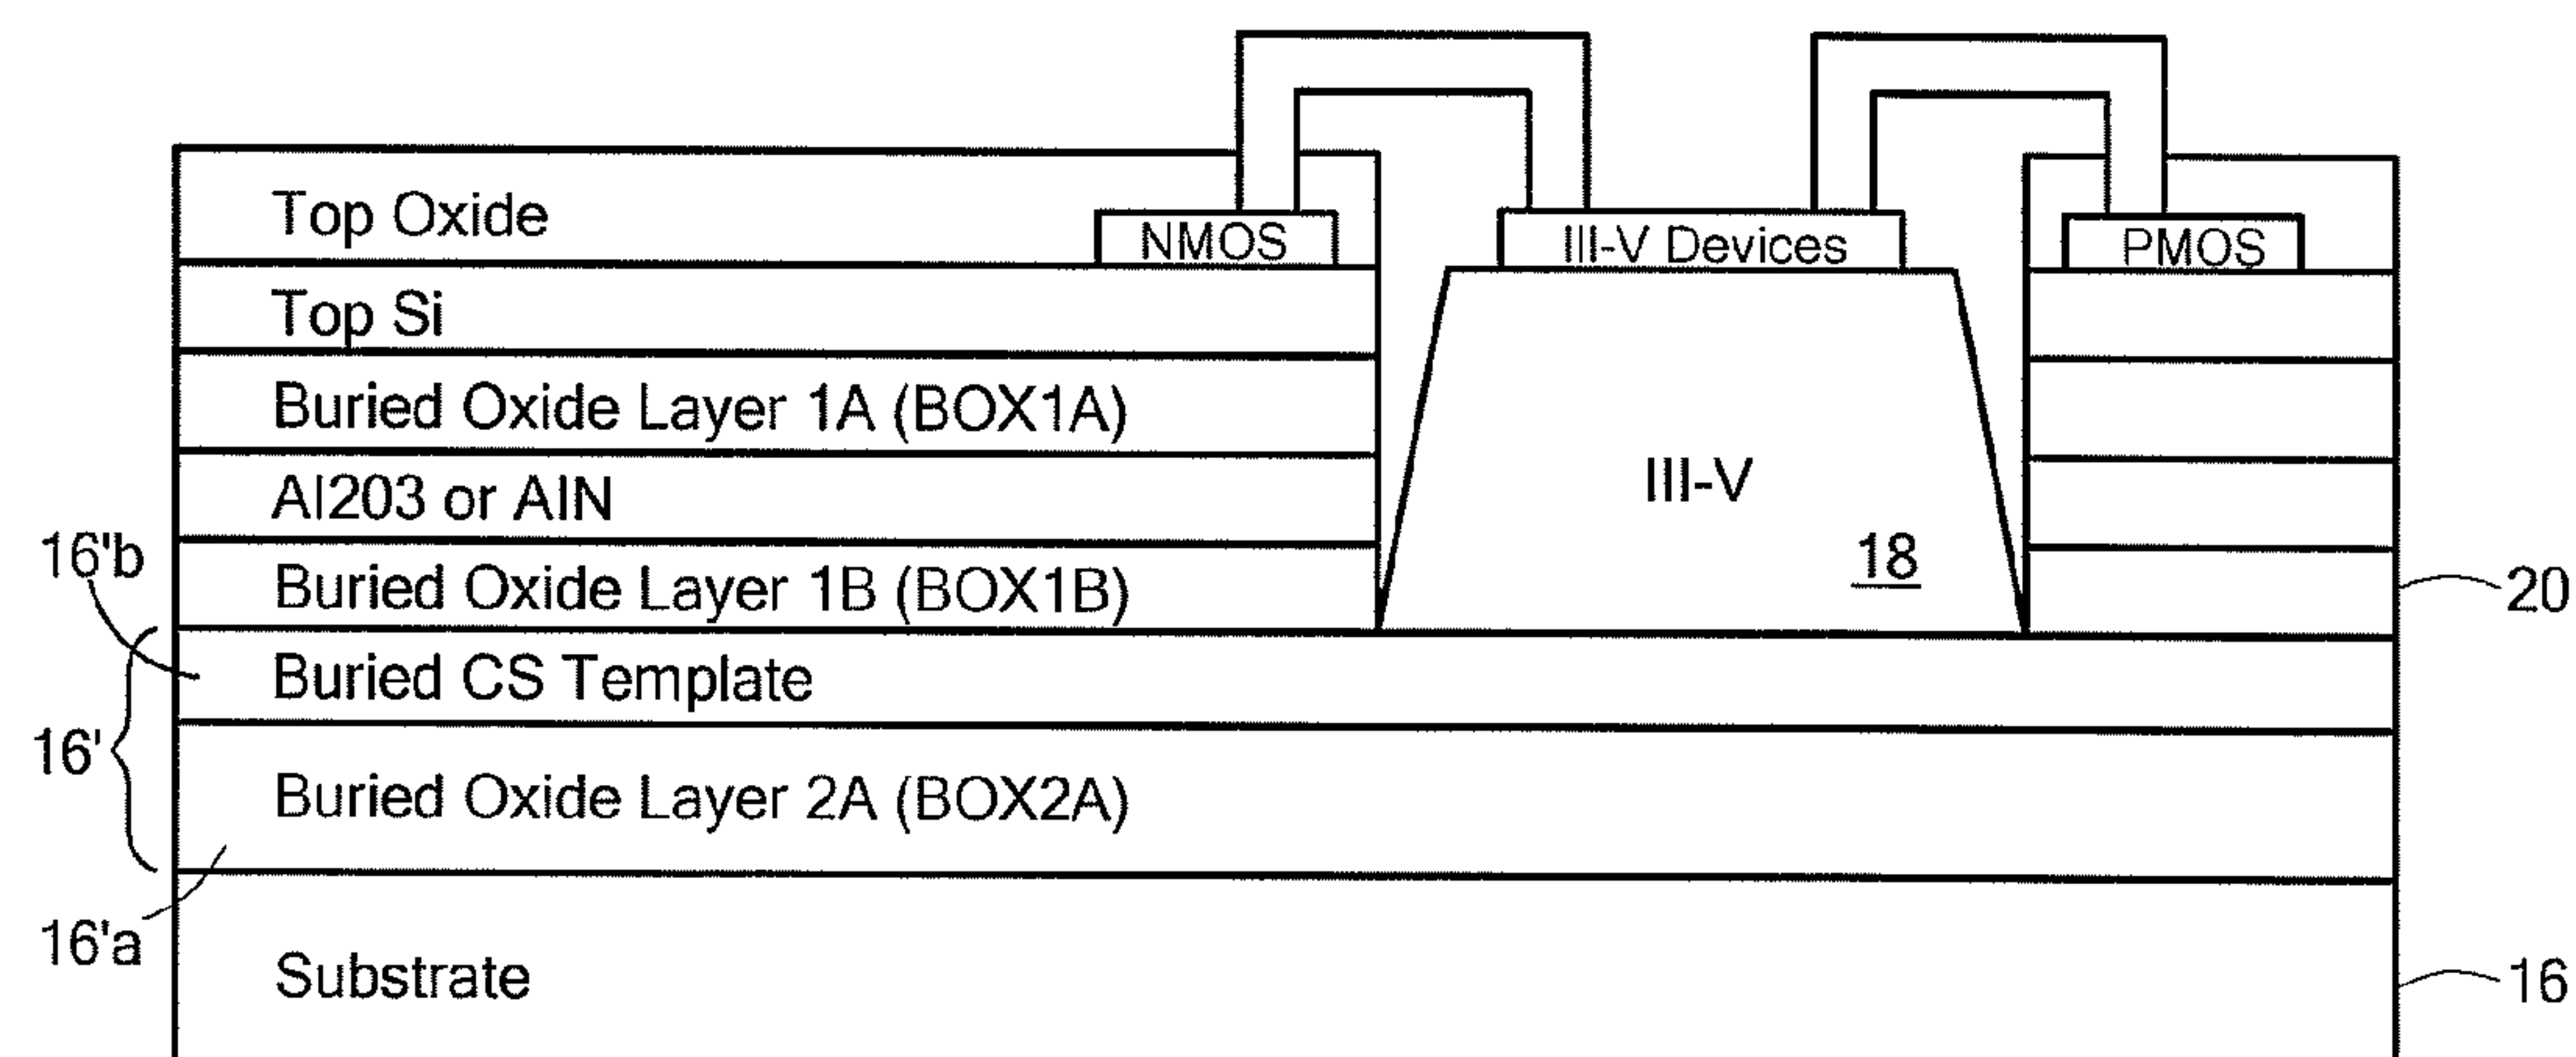 Top Oxide
NMOS
III-V Devices
PMOS
Top Si
Buried Oxide Layer 1A (BOX1A)
III-V
Al203 or AlN
16'b
18
Buried Oxide Layer 1B (BOX1B)
20
Buried CS Template
16'
Buried Oxide Layer 2A (BOX2A)
16'a
Substrate
16